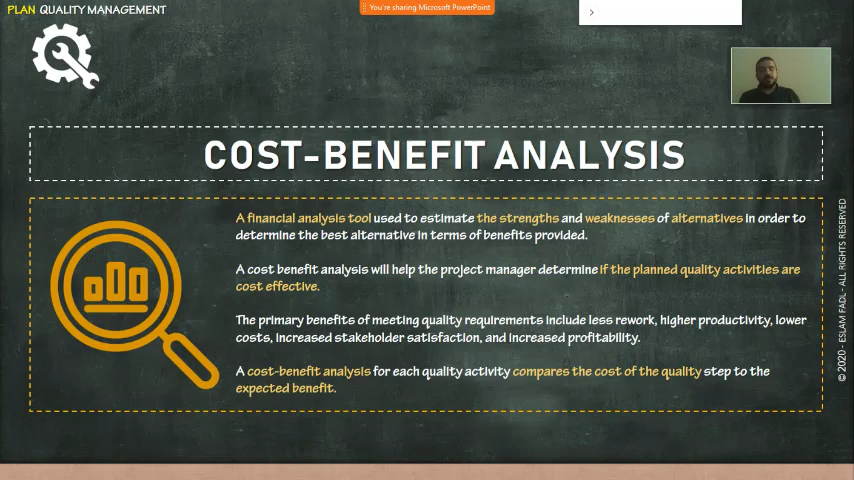 PLAN QUALITY MANAGEMENT
You're sharing Microsoft PowerPoint
COST-BENEFIT ANALYSIS
A financial analysis tool used to estimate the strengths and weaknesses of alternatives in order to
determine the best alternative in terms of benefits provided.
A cost benefit analysis will help the project manager determine if the planned quality activities are
cost effective.
The primary benefits of meeting quality requirements include less rework, higher productivity, lower
costs, increased stakeholder satisfaction, and increased profitability.
A cost-benefit analysis for each quality activity compares the cost of the quality step to the
expected benefit.
© 2020 - ESLAM FADL - ALL RIGHTS RESERVED